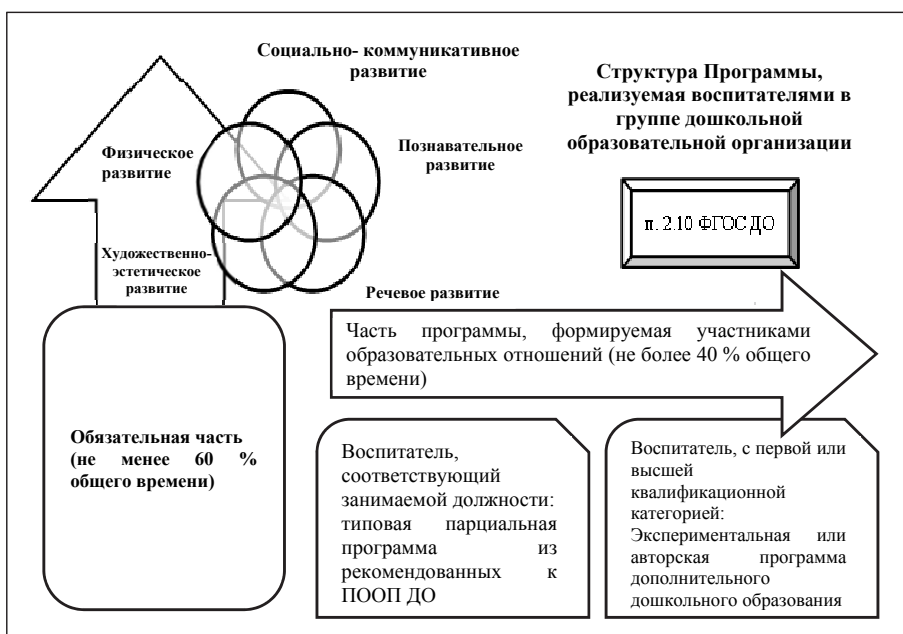 Социально- коммуникативное
развитие
Структура Программы,
реализуемая воспитателями в
группе дошкольной
образовательной организации
Физическое
развитие
Познавательное
развитие
п. 2.10 ФГОС ДО
Художественно-
эстетическое
развитие
Речевое развитие
Часть программы, формируемая участниками
образовательных отношений (не более 40 % общего
времени)
Обязательная часть
(не менее 60 %
общего времени)
Воспитатель,
соответствующий
занимаемой должности:
типовая парциальная
программа из
рекомендованных к
ПООП ДО
Воспитатель, с первой или
высшей
квалификационной
категорией:
Экспериментальная или
авторская программа
дополнительного
дошкольного образования